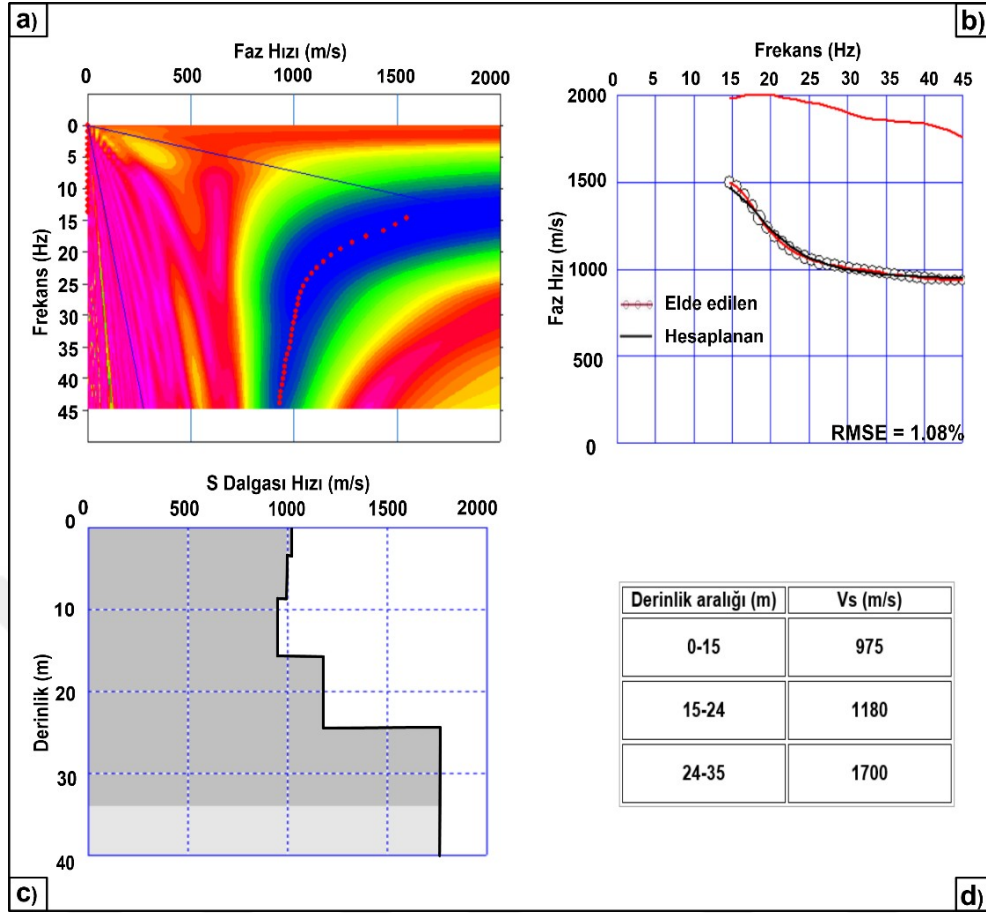 a)
Faz Hızı (m/s)
0 500 1000 1500 2000
Frekans (Hz)
0
5
10
15
20
25
30
35
40
45
b)
Frekans (Hz)
0 5 10 15 20 25 30 35 40 45
Faz Hızı (m/s)
2000
1500
1000
500
0
Elde edilen
Hesaplanan
RMSE = 1.08%
S Dalgası Hızı (m/s)
0 500 1000 1500 2000
Derinlik (m)
0
10
20
30
40
c)
Derinlik aralığı (m) Vs (m/s)
0-15 975
15-24 1180
24-35 1700
d)